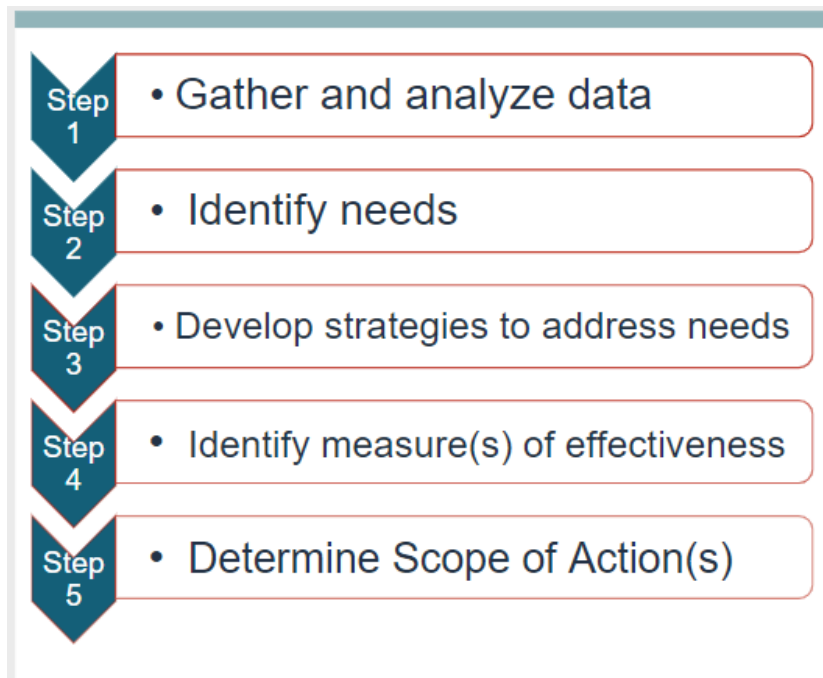 Step
1
• Gather and analyze data
Step
2
• Identify needs
Step
3
• Develop strategies to address needs
Step
4
• Identify measure(s) of effectiveness
Step
5
• Determine Scope of Action(s)